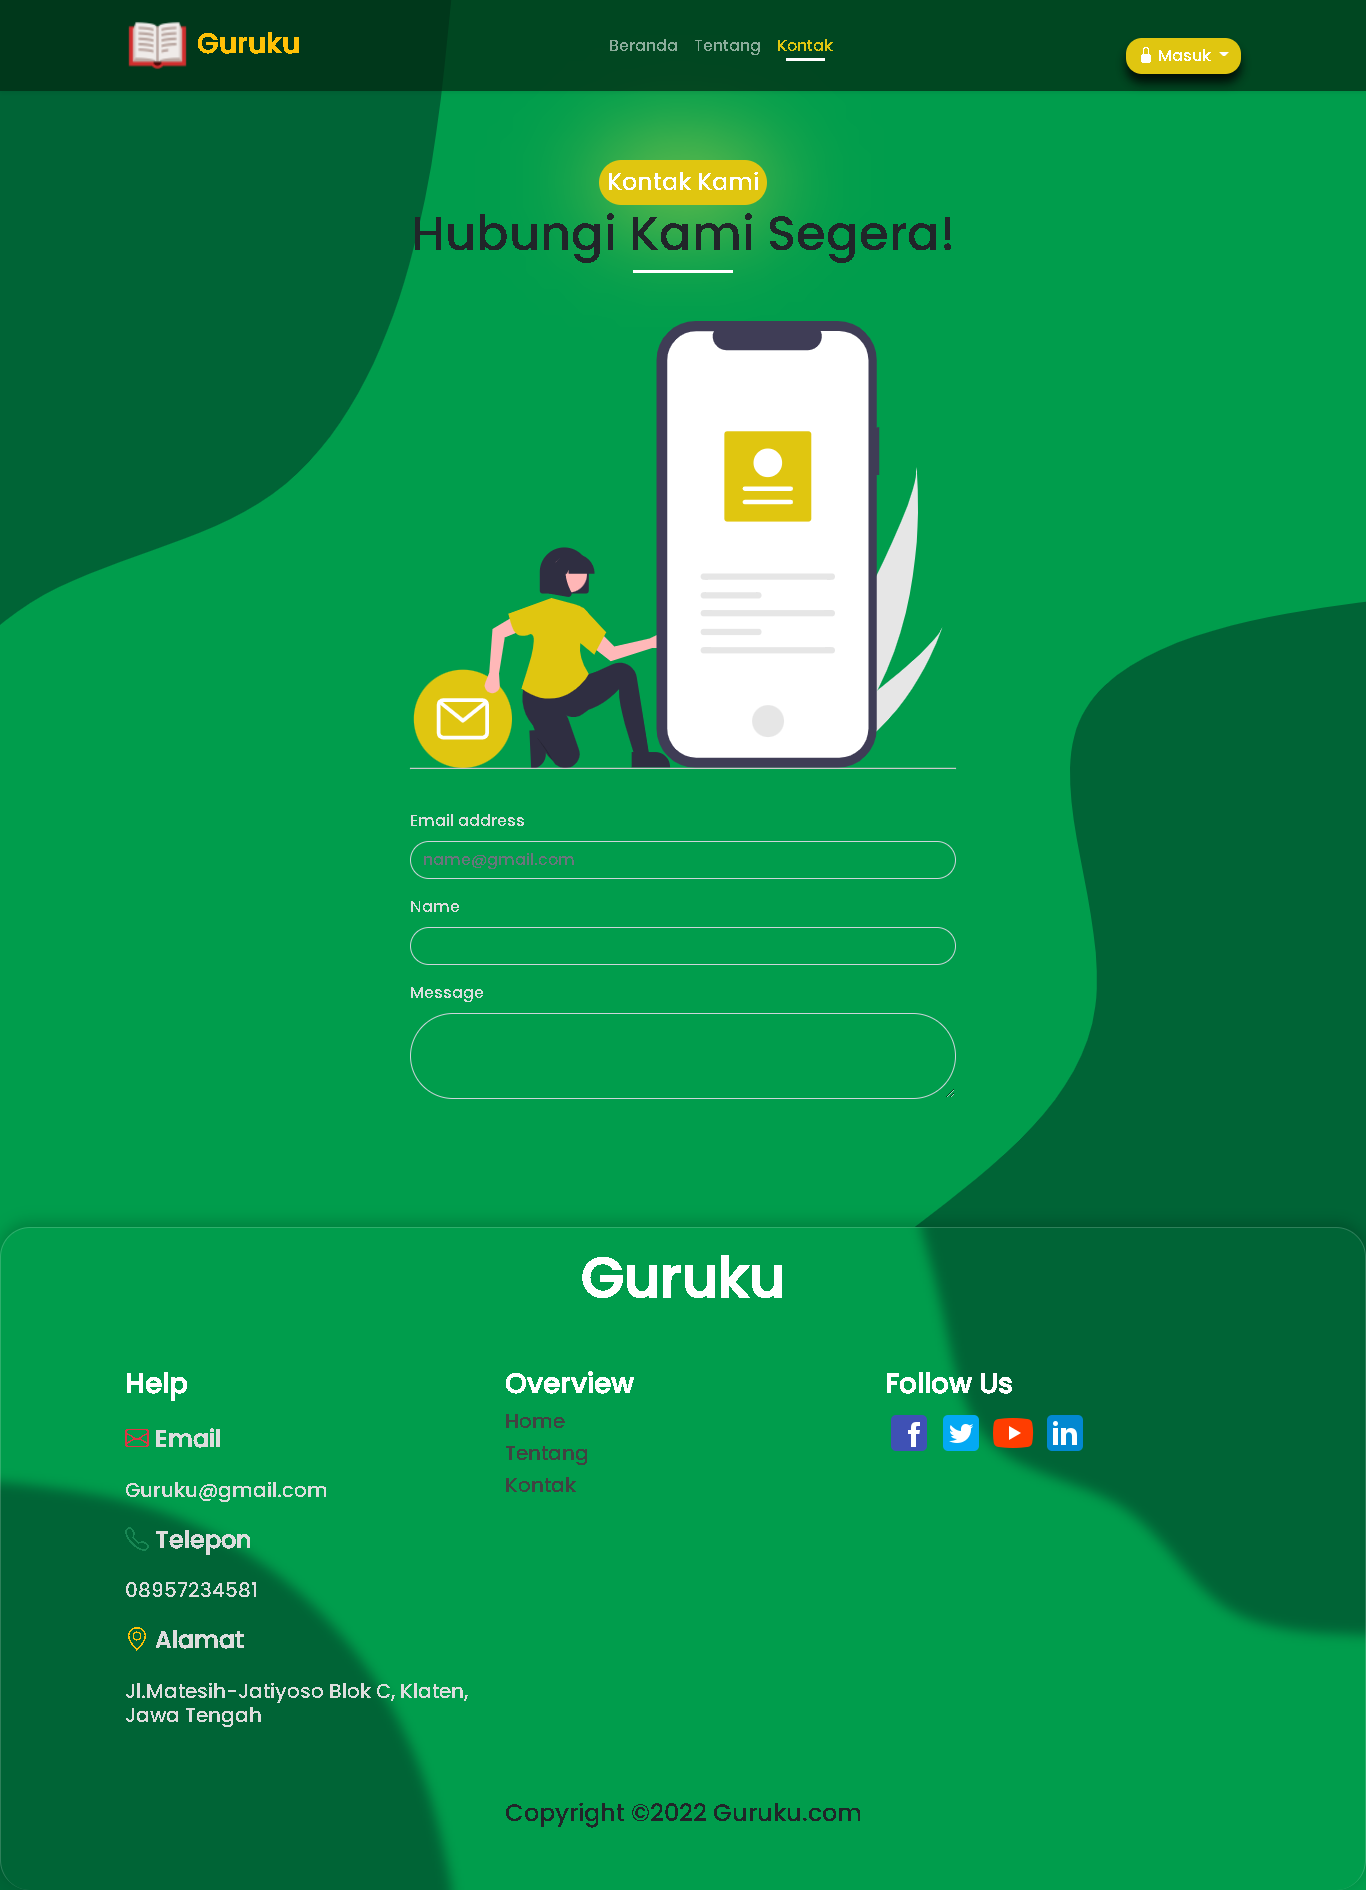 Guruku
Beranda Tentang Kontak
Masuk
Kontak Kami
Hubungi Kami Segera!
Email address
name@gmail.com
Name
Message
Guruku
Help
Email
Guruku@gmail.com
Telepon
08957234581
Alamat
Jl.Matesih-Jatiyoso Blok C, Klaten,
Jawa Tengah
Overview
Home
Tentang
Kontak
Follow Us
Copyright ©2022 Guruku.com